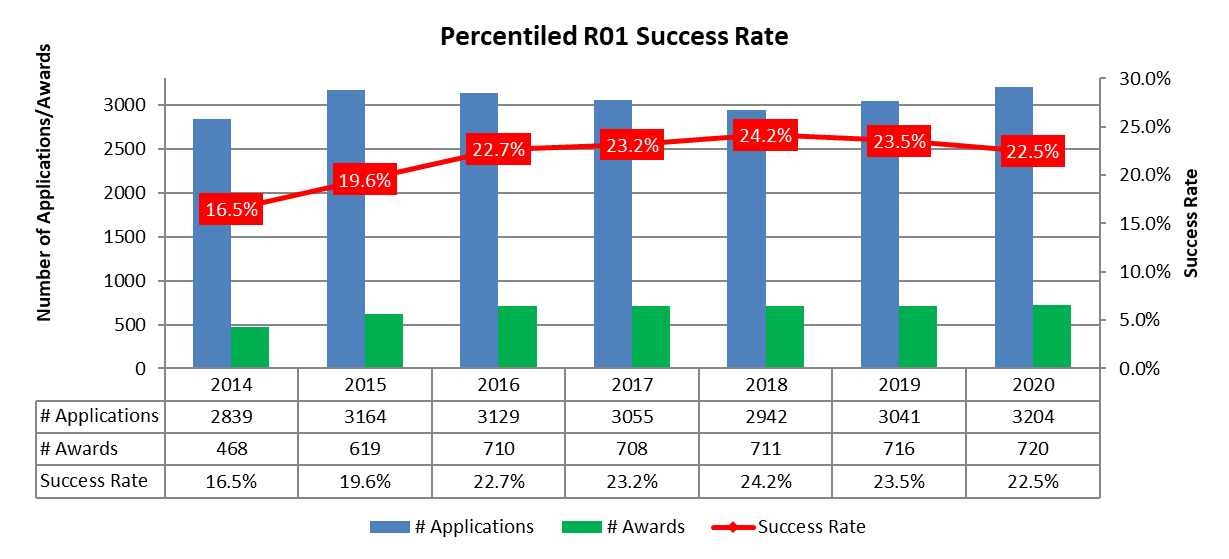 Percentiled R01 Success Rate
Number of Applications/Awards
3000
2500
2000
1500
1000
500
0
30.0%
25.0%
20.0%
15.0%
10.0%
5.0%
0.0%
Success Rate
16.5% 19.6% 22.7% 23.2% 24.2% 23.5% 22.5%
2014 2015 2016 2017 2018 2019 2020
# Applications 2839 3164 3129 3055 2942 3041 3204
# Awards 468 619 710 708 711 716 720
Success Rate 16.5% 19.6% 22.7% 23.2% 24.2% 23.5% 22.5%
# Applications # Awards Success Rate